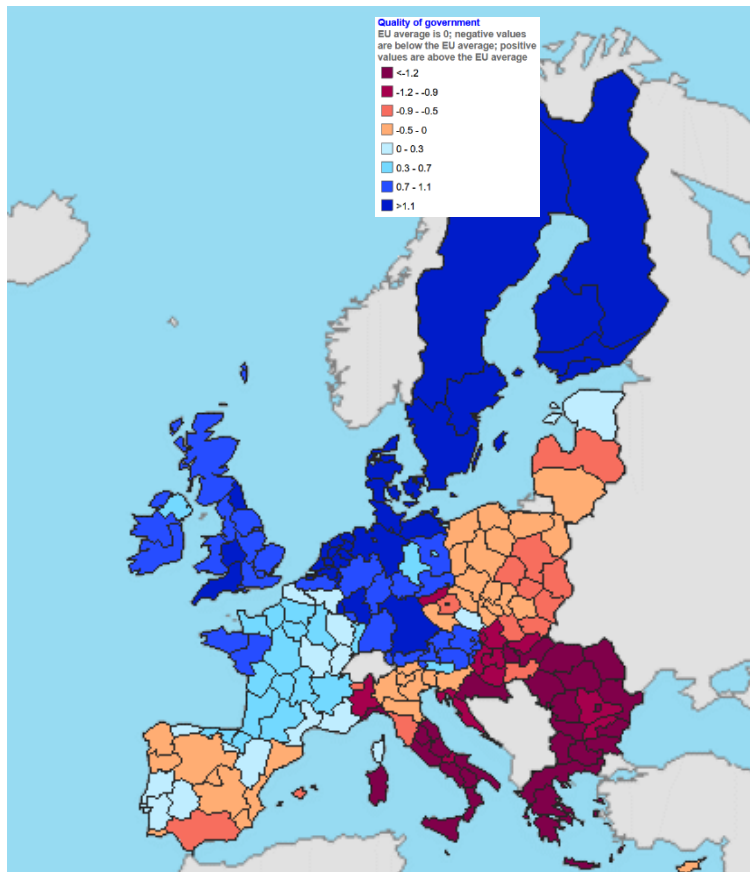 Quality of government
EU average is 0; negative values
are below the EU average; positive
values are above the EU average
<-1.2
-1.2 - -0.9
-0.9 - -0.5
-0.5 - 0
0 - 0.3
0.3 - 0.7
0.7 - 1.1
>1.1